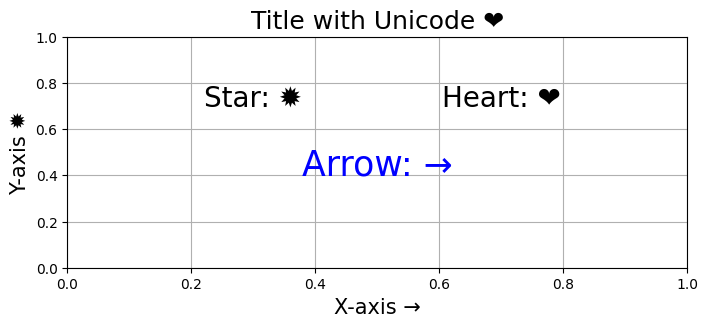 Title with Unicode ❤
1.0
0.8
Star: ✹ Heart: ❤
0.6
Y-axis ✹
Arrow: →
0.4
0.2
0.0
0.0 0.2 0.4 0.6 0.8 1.0
X-axis →